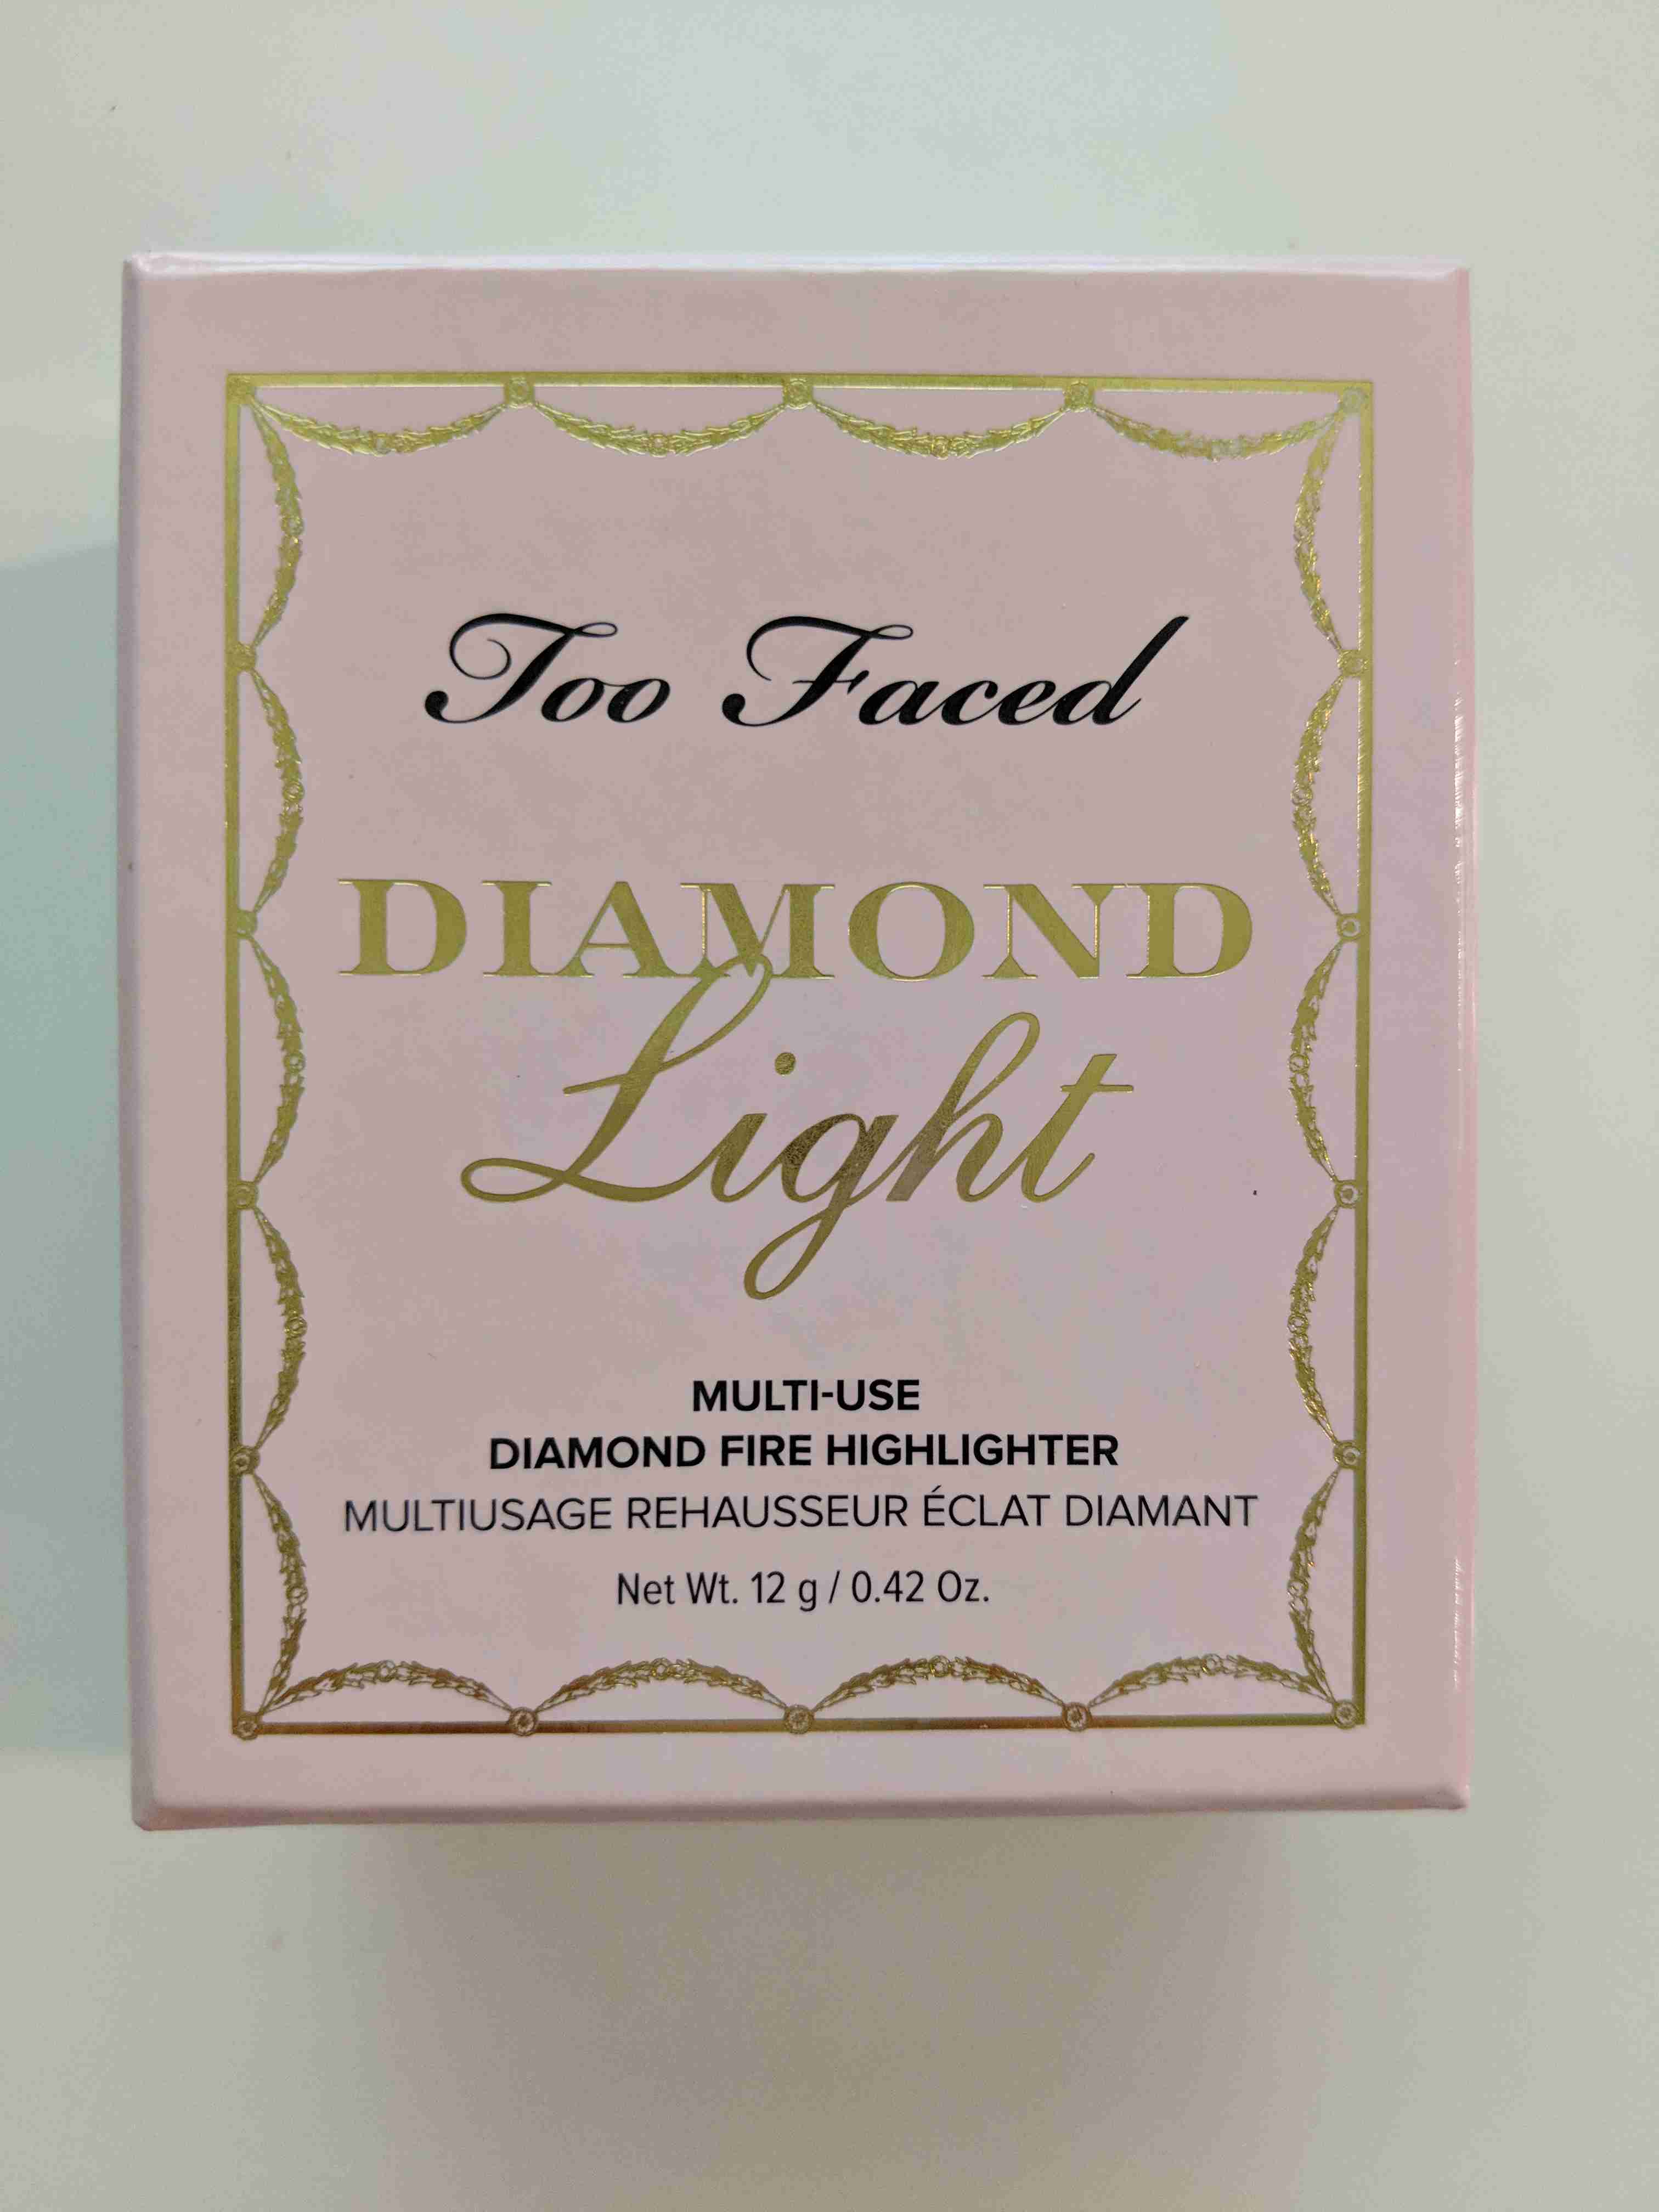 Too Faced
DIAMOND
Light
MULTI-USE
DIAMOND FIRE HIGHLIGHTER
MULTIUSAGE REHAUSSEUR ÉCLAT DIAMANT
Net Wt. 12 g / 0.42 Oz.